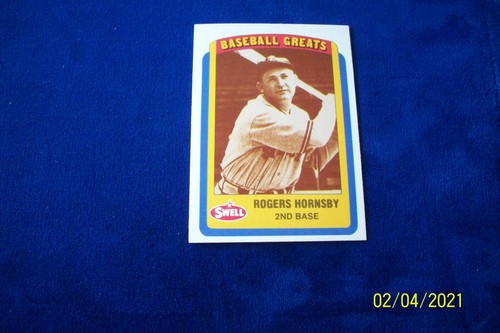 BASEBALL GREATS
ROGERS HORNSBY
2ND BASE
SWELL
02/04/2021